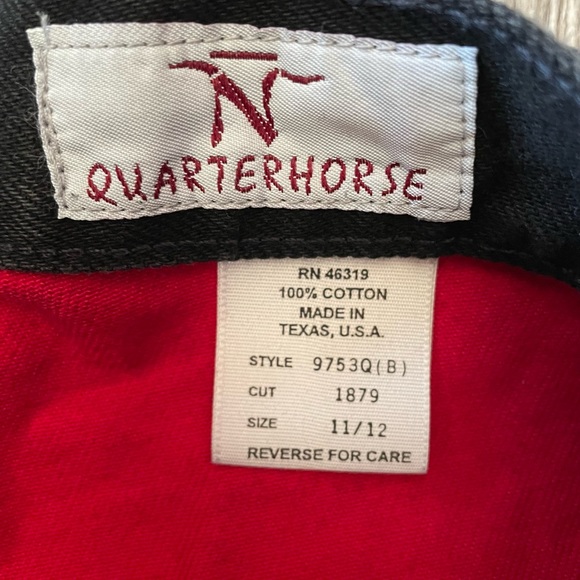 N
QUARTERHORSE
RN 46319
100% COTTON
MADE IN
TEXAS, U.S.A.
STYLE 9753Q(B)
CUT 1879
SIZE 11/12
REVERSE FOR CARE